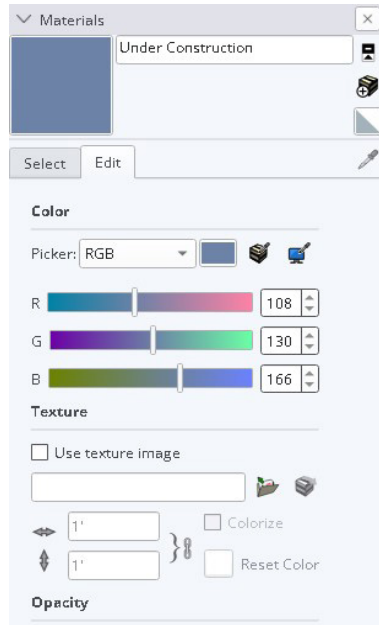 Materials
Under Construction
Select Edit
Color
Picker: RGB
R 108
G 130
B 166
Texture
Use texture image
1' Colorize
1' Reset Color
Opacity